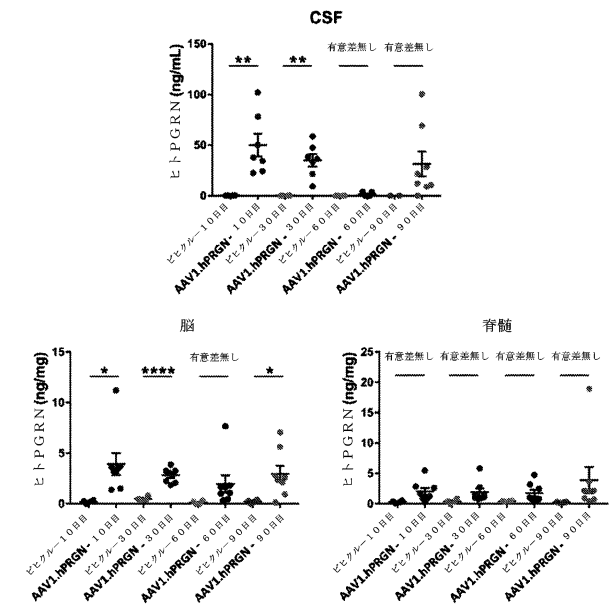 CSF
ヒトPGRN (ng/mL)
150
100
50
0
** ** 有意差無し 有意差無し
ビヒクル－10日目
AAV1.hPRGN- 10日目
ビヒクル－30日目
AAV1.hPRGN- 30日目
ビヒクル－60日目
AAV1.hPRGN- 60日目
ビヒクル－90日目
AAV1.hPRGN- 90日目
脳
ヒトPGRN (ng/mg)
15
10
5
0
* **** 有意差無し *
ビヒクル－10日目
AAV1.hPRGN- 10日目
ビヒクル－30日目
AAV1.hPRGN- 30日目
ビヒクル－60日目
AAV1.hPRGN- 60日目
ビヒクル－90日目
AAV1.hPRGN- 90日目
脊髄
ヒトPGRN (ng/mg)
25
20
15
10
5
0
有意差無し 有意差無し 有意差無し 有意差無し
ビヒクル－10日目
AAV1.hPRGN- 10日目
ビヒクル－30日目
AAV1.hPRGN- 30日目
ビヒクル－60日目
AAV1.hPRGN- 60日目
ビヒクル－90日目
AAV1.hPRGN- 90日目